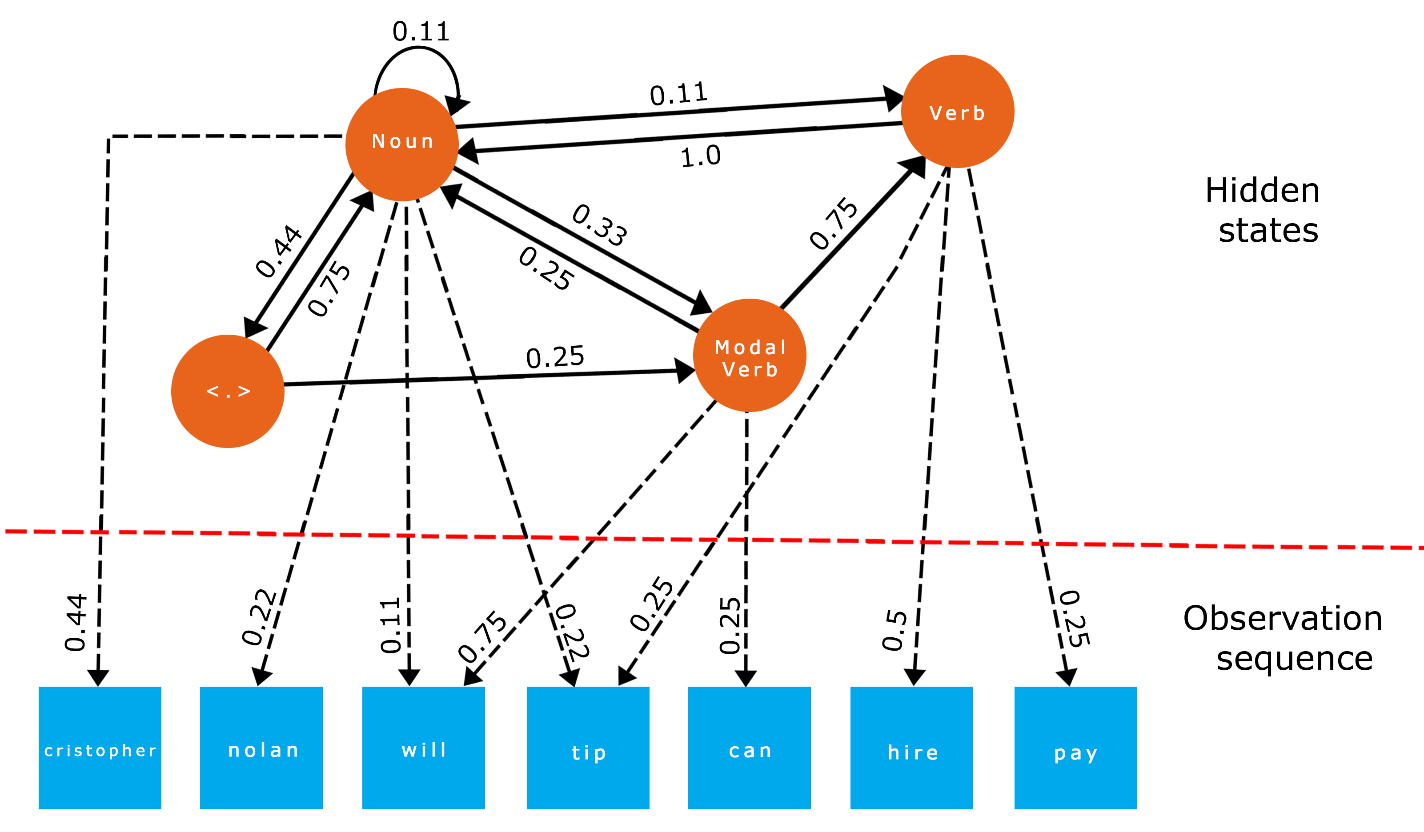 0.11
Noun
0.11
1.0
Verb
Hidden
states
0.44
0.75
0.33
0.25
0.75
<.>
0.25
Modal
Verb
0.44
0.22
0.11
0.75
0.22
0.25
0.25
0.5
0.25
Observation
sequence
cristopher
nolan
will
tip
can
hire
pay